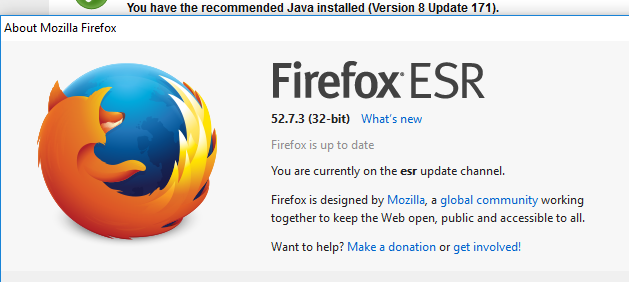 You have the recommended Java installed (Version 8 Update 171).
About Mozilla Firefox
Firefox ESR
52.7.3 (32-bit) What's new
Firefox is up to date
You are currently on the esr update channel.
Firefox is designed by Mozilla, a global community working
together to keep the Web open, public and accessible to all.
Want to help? Make a donation or get involved!